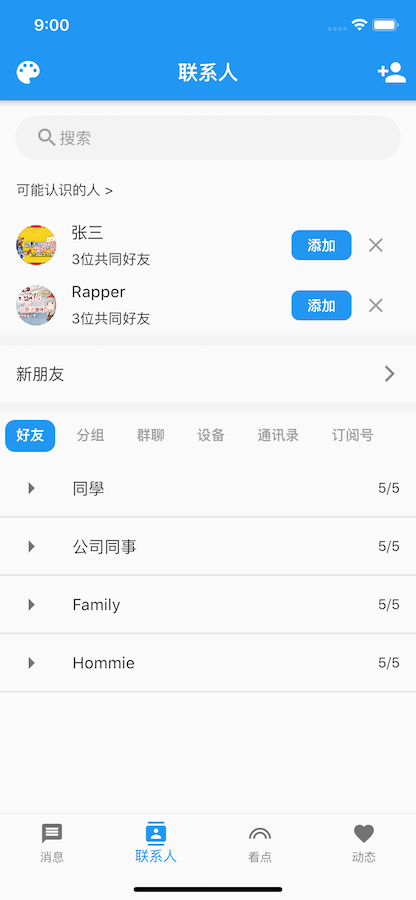 9:00
联系人
搜索
可能认识的人 >
张三
3位共同好友
添加
Rapper
3位共同好友
添加
新朋友
好友 分组 群聊 设备 通讯录 订阅号
同學 5/5
公司同事 5/5
Family 5/5
Hommie 5/5
消息 联系人 看点 动态